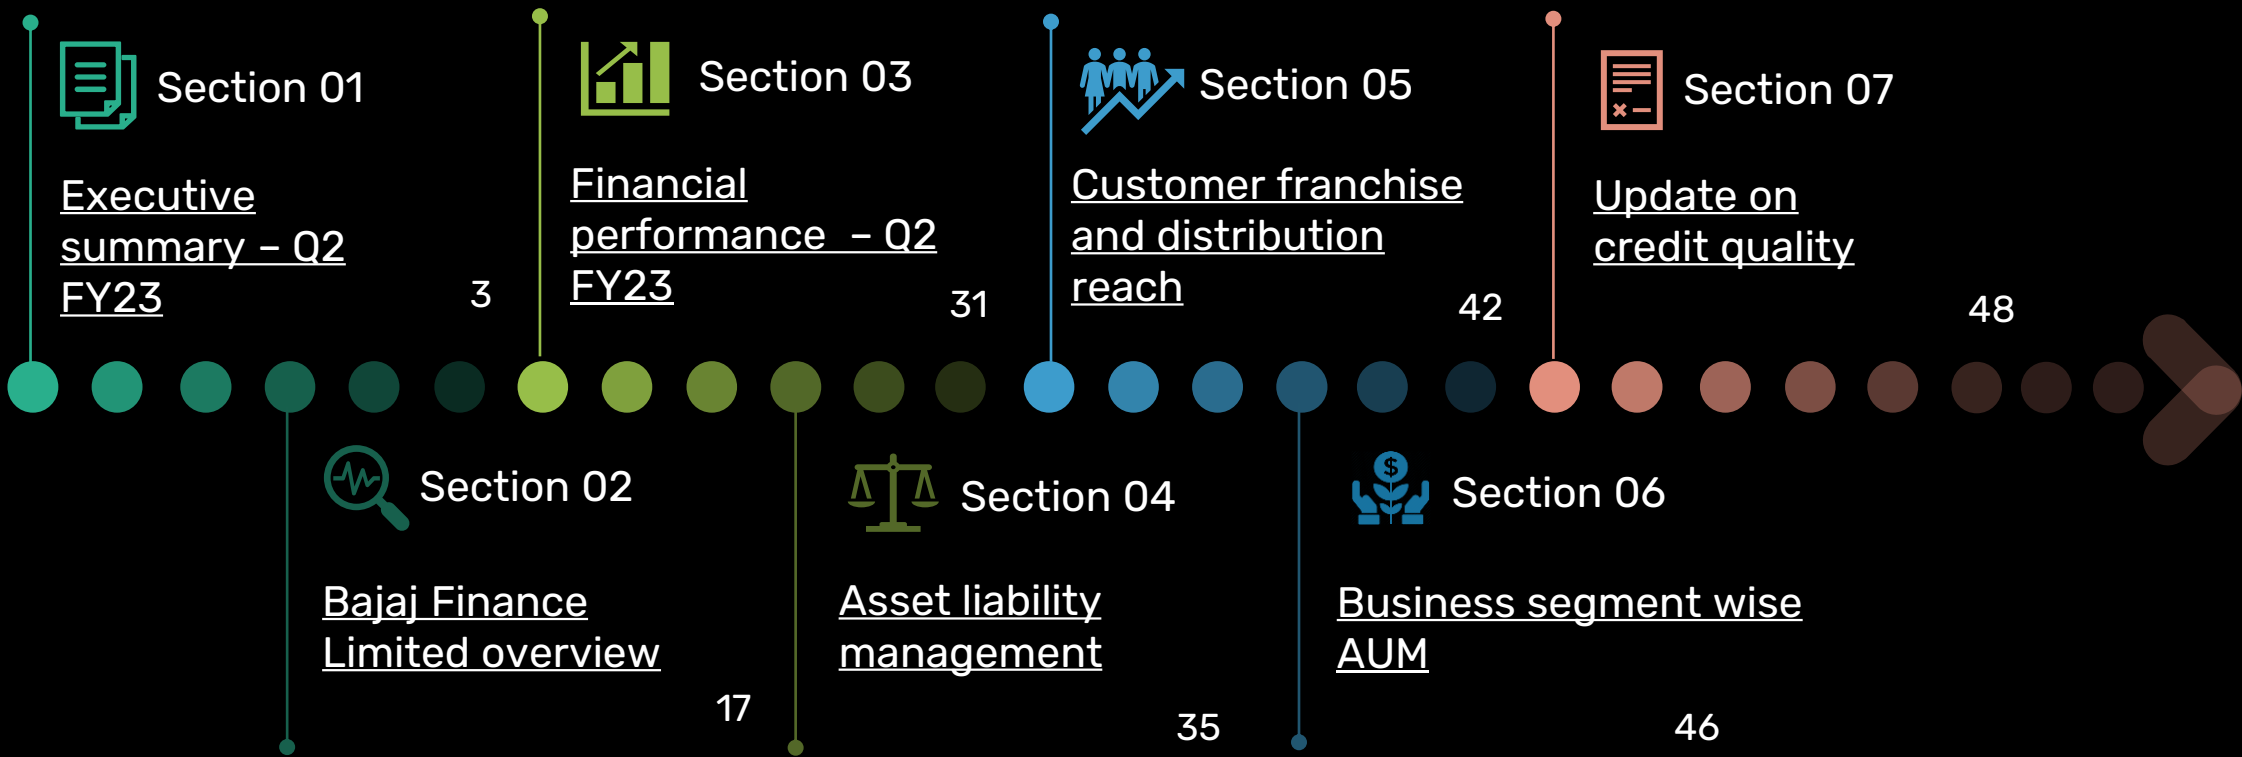 Section 01
Executive
summary – Q2
FY23
3
Section 02
Bajaj Finance
Limited overview
17
Section 03
Financial
performance – Q2
FY23
31
Section 04
Asset liability
management
35
Section 05
Customer franchise
and distribution
reach
42
Section 06
$
Business segment wise
AUM
46
Section 07
Update on
credit quality
48